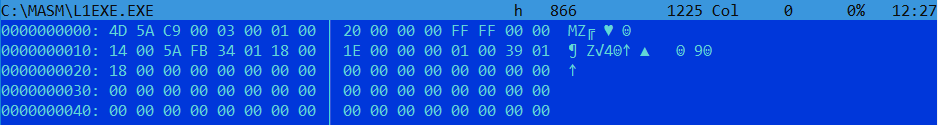 C:\MASM\L1EXE.EXE h 866 1225 Col 0 0% 12:27
0000000000: 4D 5A C9 00 03 00 01 00 │ 20 00 00 00 FF FF 00 00 MZ╔ ♥ ☺
0000000010: 14 00 5A FB 34 01 18 00 │ 1E 00 00 00 01 00 39 01 ¶ Z√4☺↑ ▲ ☺ 9☺
0000000020: 18 00 00 00 00 00 00 00 │ 00 00 00 00 00 00 00 00 ↑
0000000030: 00 00 00 00 00 00 00 00 │ 00 00 00 00 00 00 00 00
0000000040: 00 00 00 00 00 00 00 00 │ 00 00 00 00 00 00 00 00